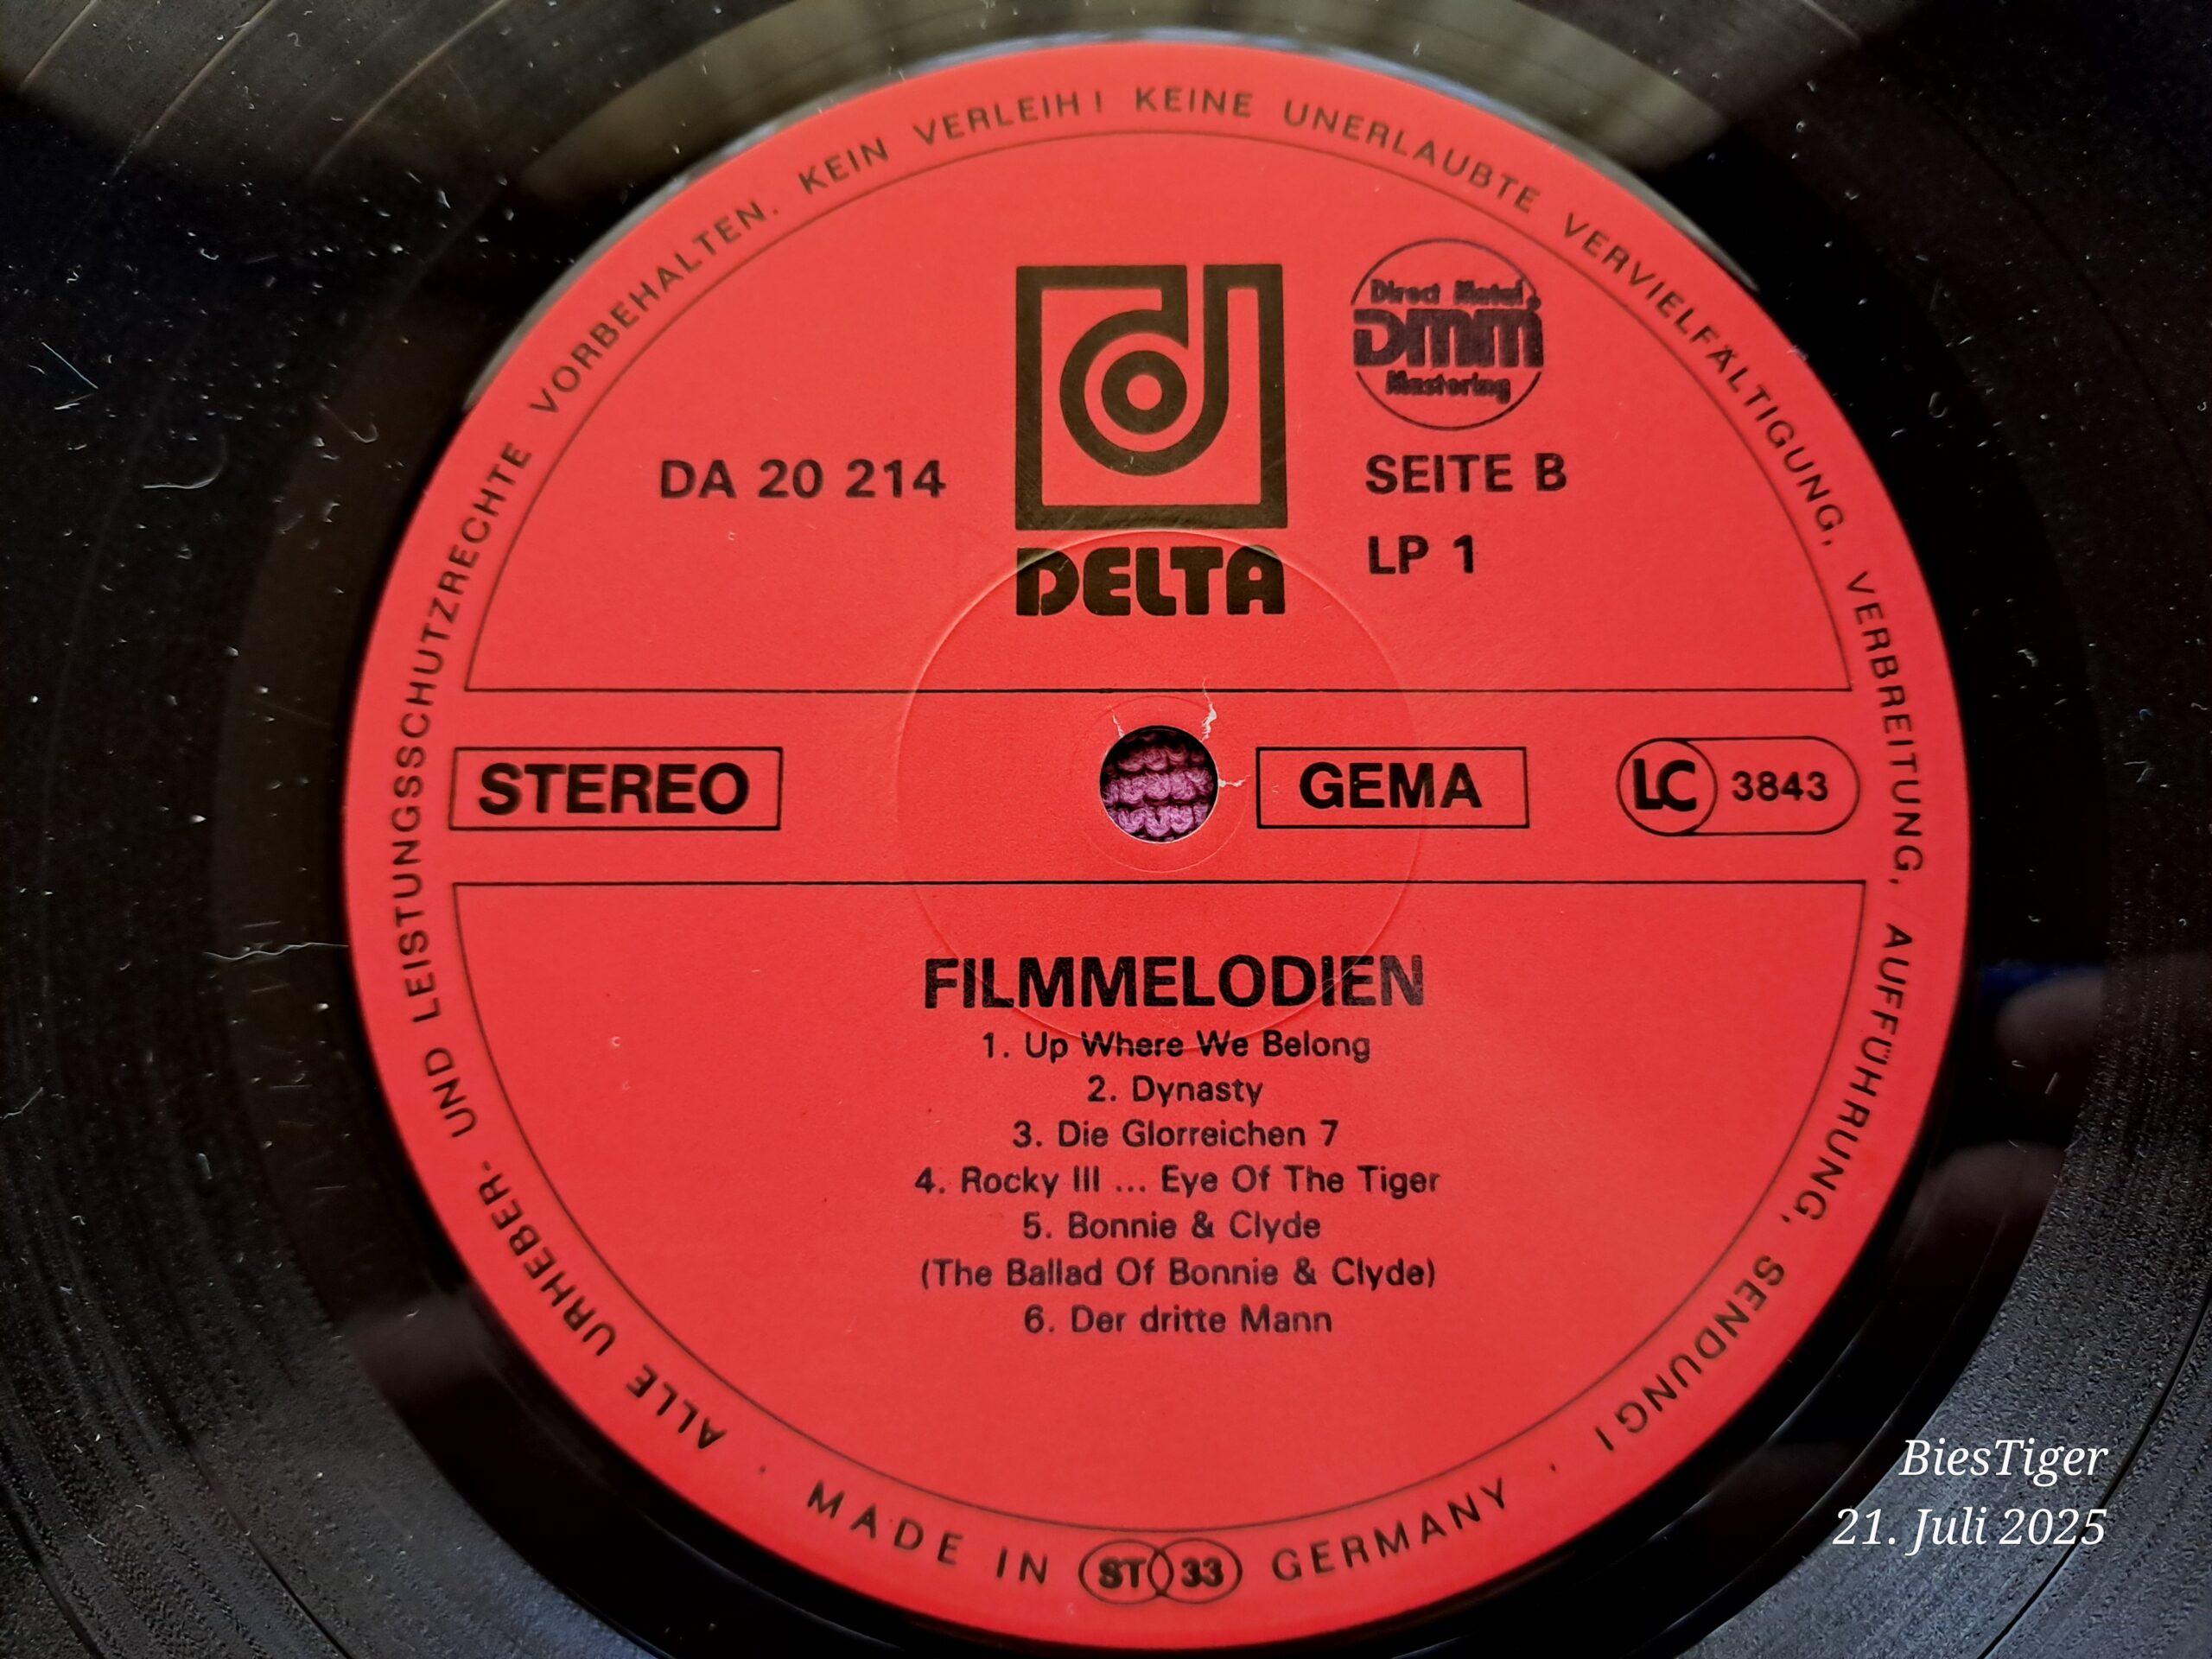 ALLE URHEBER- UND LEISTUNGSSCHUTZRECHTE VORBEHALTEN. KEIN VERLEIH! KEINE UNERLAUBTE VERVIELFÄLTIGUNG, VERBREITUNG, AUFFÜHRUNG, SENDUNG!
Direct Metal
DMM
Mastering
DA 20 214
SEITE B
LP 1
DELTA
STEREO
GEMA
LC 3843
FILMMELODIEN
1. Up Where We Belong
2. Dynasty
3. Die Glorreichen 7
4. Rocky III ... Eye Of The Tiger
5. Bonnie & Clyde
(The Ballad Of Bonnie & Clyde)
6. Der dritte Mann
MADE IN ST 33 GERMANY
BiesTiger
21. Juli 2025